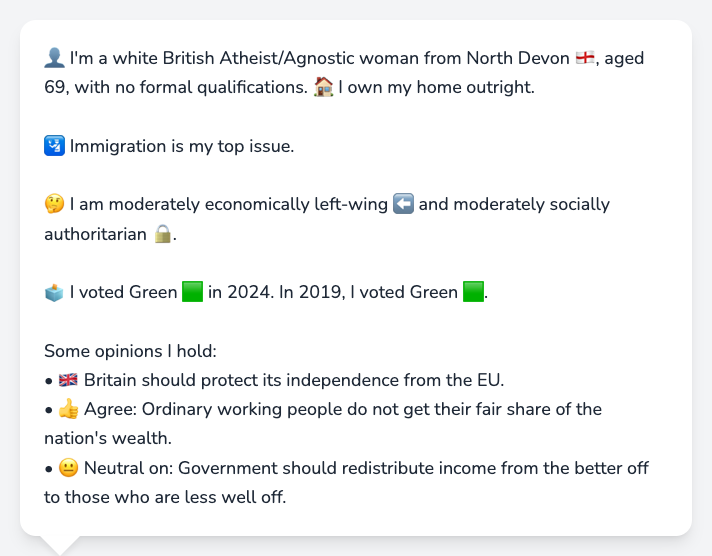 👤 I'm a white British Atheist/Agnostic woman from North Devon 🏴󠁧󠁢󠁥󠁮󠁧󠁿, aged
69, with no formal qualifications. 🏠 I own my home outright.
🛂 Immigration is my top issue.
🤔 I am moderately economically left-wing ⬅️ and moderately socially
authoritarian 🔒.
🗳️ I voted Green 🟩 in 2024. In 2019, I voted Green 🟩.
Some opinions I hold:
• 🇬🇧 Britain should protect its independence from the EU.
• 👍 Agree: Ordinary working people do not get their fair share of the
nation's wealth.
• 😐 Neutral on: Government should redistribute income from the better off
to those who are less well off.